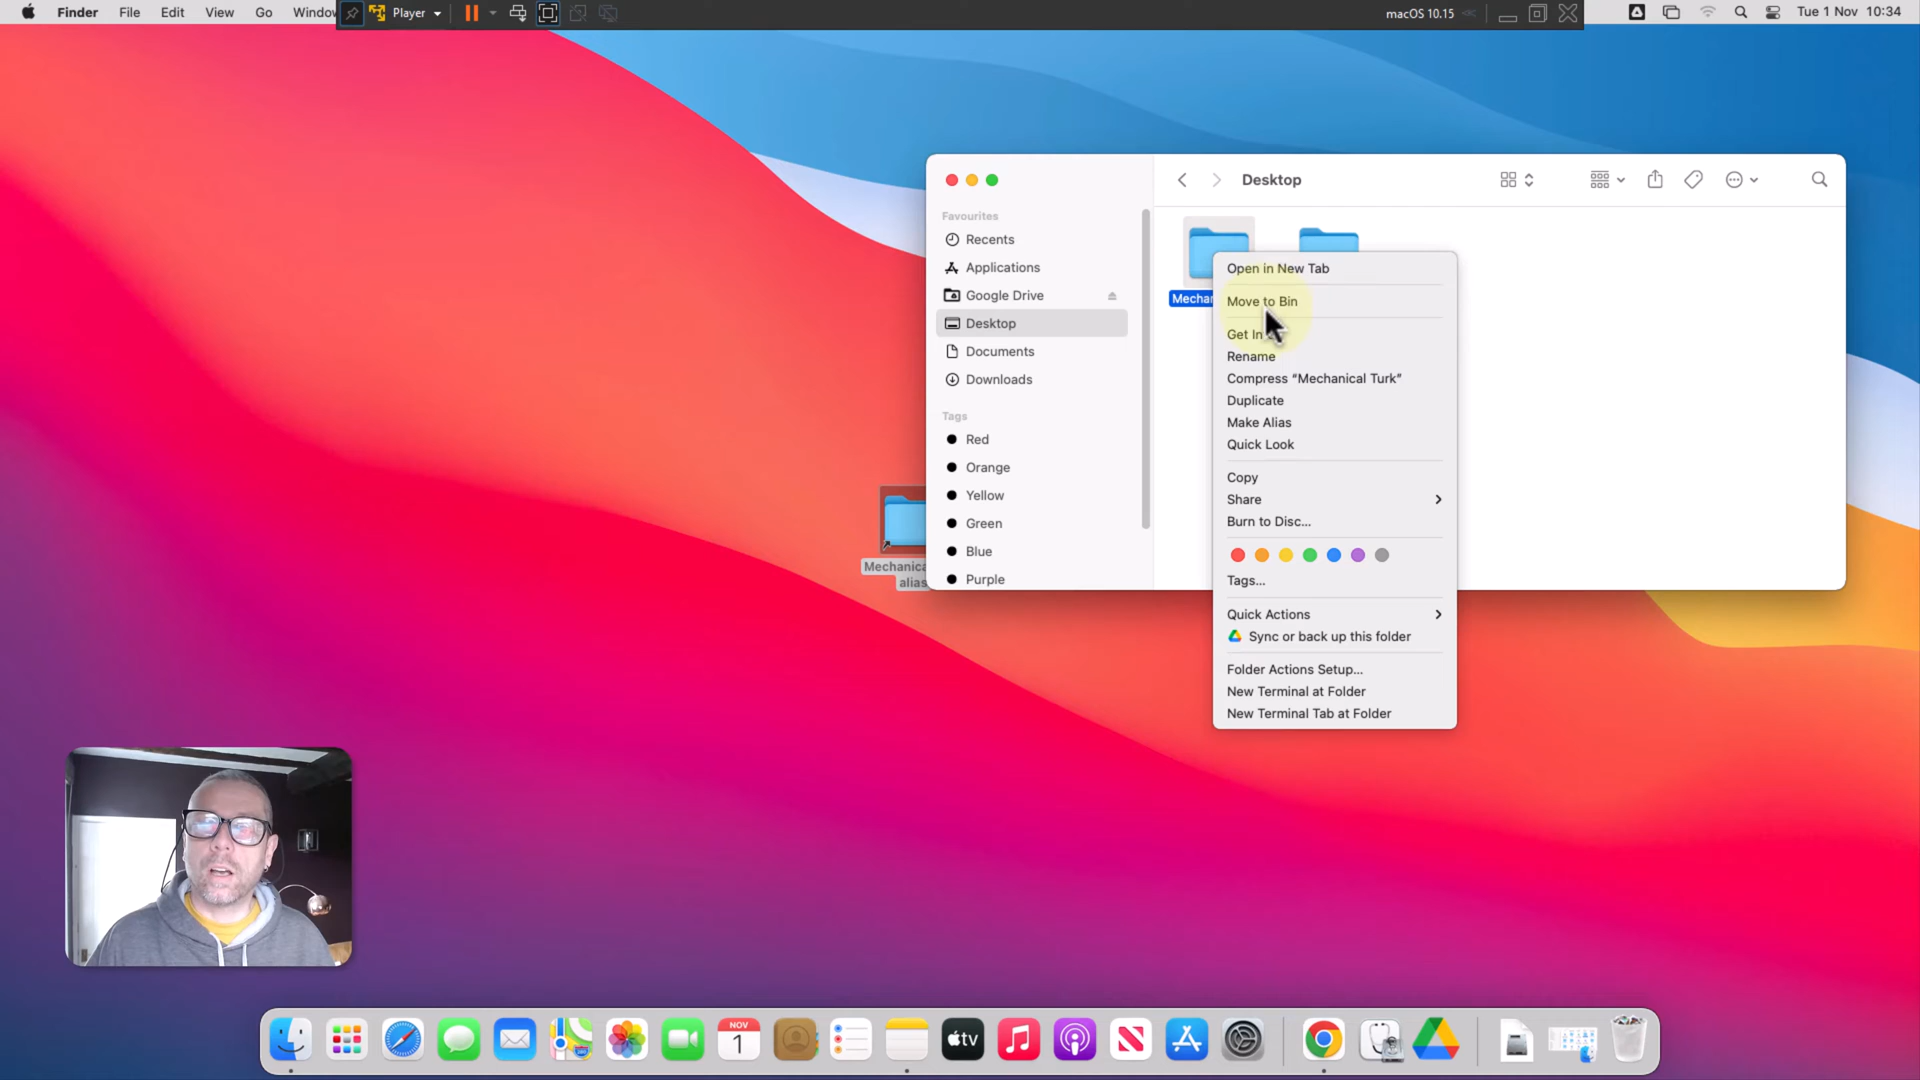 Finder File Edit View Go Window
Player
macOS 10.15
Tue 1 Nov 10:34
Desktop
Favourites
Recents
Applications
Google Drive
Desktop
Documents
Downloads
Tags
Red
Orange
Yellow
Green
Blue
Purple
Mechan
Open in New Tab
Move to Bin
Get In
Rename
Compress “Mechanical Turk”
Duplicate
Make Alias
Quick Look
Copy
Share
Burn to Disc...
Tags...
Quick Actions
Sync or back up this folder
Folder Actions Setup...
New Terminal at Folder
New Terminal Tab at Folder
Mechanica
alias
NOV
1
tv